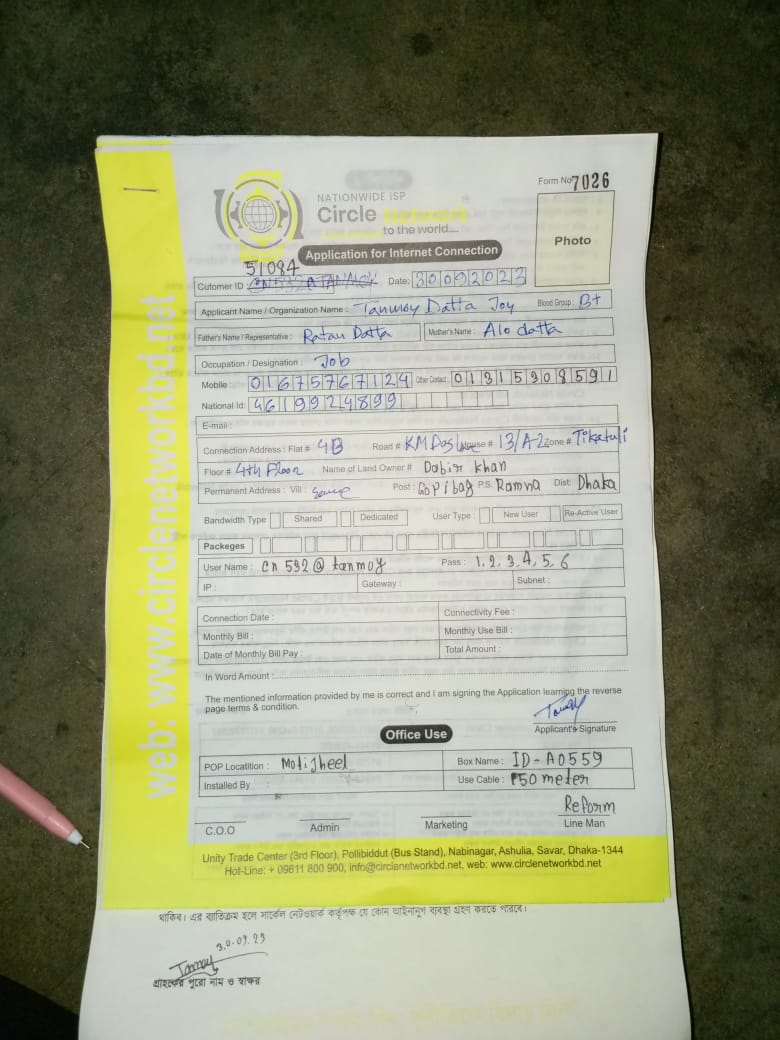 Form No 7026
NATIONWIDE ISP
Circle Network
to the world....
Photo
Application for Internet Connection
51084
Cutomer ID : Date: 30092023
Applicant Name / Organization Name : Tanmoy Datta Joy Blood Group : B+
Father's Name / Representative : Ratan Datta Mother's Name : Alo datta
Occupation / Designation : Job
Mobile : 01675767124 Other Contact : 01315308591
National Id: 4619924899
E-mail :
Connection Address : Flat # 4B Road # KM Das House # 13/A-2 Zone # Tikatuli
Floor # 4th Floor Name of Land Owner # Dabir khan
Permanent Address : Vill : Same Post : Gopibag P.S. Ramna Dist: Dhaka
Bandwidth Type Shared Dedicated User Type : New User Re-Active User
Packeges
User Name : cn 532@tanmoy Pass : 1,2,3,4,5,6
IP : Gateway : Subnet :
Connection Date : Connectivity Fee :
Monthly Bill : Monthly Use Bill :
Date of Monthly Bill Pay : Total Amount :
In Word Amount :
The mentioned information provided by me is correct and I am signing the Application learning the reverse
page terms & condition.
Applicant's Signature
Office Use
POP Locatition : Motijheel Box Name : ID-A0559
Installed By : Use Cable : 150 meter
Reform
C.O.O Admin Marketing Line Man
Unity Trade Center (3rd Floor), Pollibiddut (Bus Stand), Nabinagar, Ashulia, Savar, Dhaka-1344
Hot-Line: + 09611 800 900, info@circlenetworkbd.net, web: www.circlenetworkbd.net
web: www.circlenetworkbd.net
থাকিব। এর ব্যতিক্রম হলে সার্কেল নেটওয়ার্ক কর্তৃপক্ষ যে কোন আইনানুগ ব্যবস্থা গ্রহণ করতে পারবে।
30.09.23
Tanmoy
গ্রাহকের পুরো নাম ও স্বাক্ষর